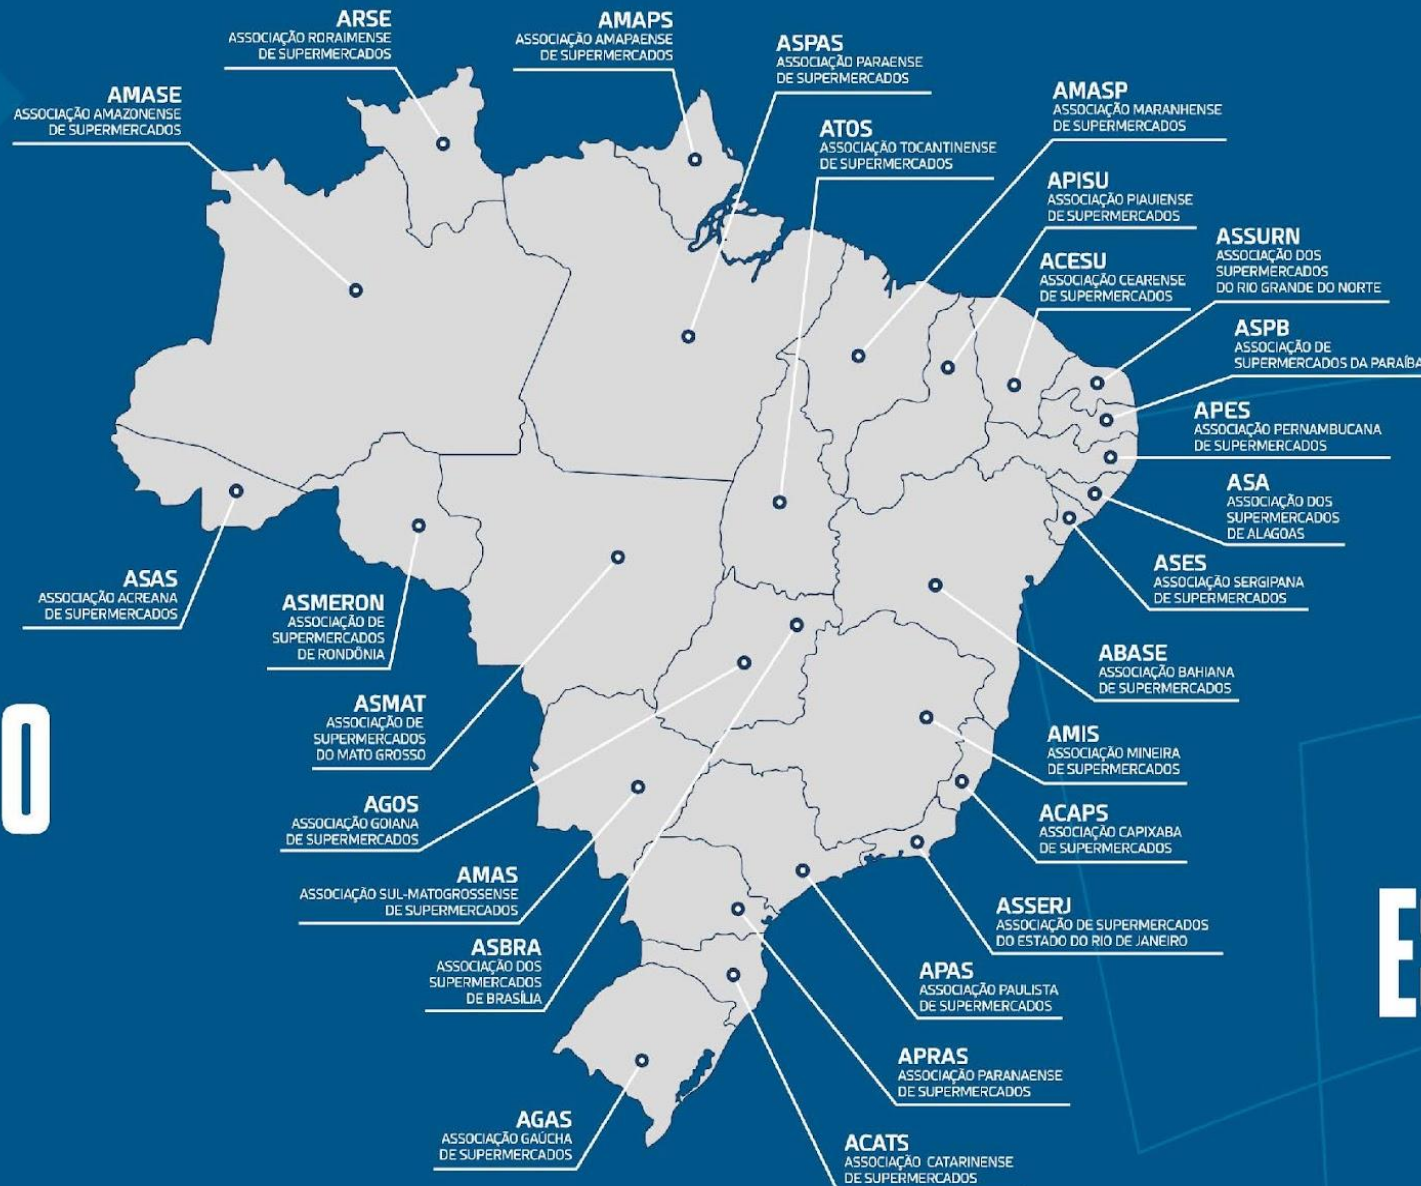 ARSE
ASSOCIAÇÃO RORAIMENSE
DE SUPERMERCADOS
AMAPS
ASSOCIAÇÃO AMAPAENSE
DE SUPERMERCADOS
ASPAS
ASSOCIAÇÃO PARAENSE
DE SUPERMERCADOS
AMASE
ASSOCIAÇÃO AMAZONENSE
DE SUPERMERCADOS
AMASP
ASSOCIAÇÃO MARANHENSE
DE SUPERMERCADOS
ATOS
ASSOCIAÇÃO TOCANTINENSE
DE SUPERMERCADOS
APISU
ASSOCIAÇÃO PIAUIENSE
DE SUPERMERCADOS
ASSURN
ASSOCIAÇÃO DOS
SUPERMERCADOS
DO RIO GRANDE DO NORTE
ACESU
ASSOCIAÇÃO CEARENSE
DE SUPERMERCADOS
ASPB
ASSOCIAÇÃO DE
SUPERMERCADOS DA PARAÍBA
APES
ASSOCIAÇÃO PERNAMBUCANA
DE SUPERMERCADOS
ASA
ASSOCIAÇÃO DOS
SUPERMERCADOS
DE ALAGOAS
ASES
ASSOCIAÇÃO SERGIPANA
DE SUPERMERCADOS
ASAS
ASSOCIAÇÃO ACREANA
DE SUPERMERCADOS
ASMERON
ASSOCIAÇÃO DE
SUPERMERCADOS
DE RONDÔNIA
ABASE
ASSOCIAÇÃO BAHIANA
DE SUPERMERCADOS
ASMAT
ASSOCIAÇÃO DE
SUPERMERCADOS
DO MATO GROSSO
O
AMIS
ASSOCIAÇÃO MINEIRA
DE SUPERMERCADOS
AGOS
ASSOCIAÇÃO GOIANA
DE SUPERMERCADOS
ACAPS
ASSOCIAÇÃO CAPIXABA
DE SUPERMERCADOS
AMAS
ASSOCIAÇÃO SUL-MATOGROSSENSE
DE SUPERMERCADOS
ASSERJ
ASSOCIAÇÃO DE SUPERMERCADOS
DO ESTADO DO RIO DE JANEIRO
E
ASBRA
ASSOCIAÇÃO DOS
SUPERMERCADOS
DE BRASÍLIA
APAS
ASSOCIAÇÃO PAULISTA
DE SUPERMERCADOS
APRAS
ASSOCIAÇÃO PARANAENSE
DE SUPERMERCADOS
AGAS
ASSOCIAÇÃO GAÚCHA
DE SUPERMERCADOS
ACATS
ASSOCIAÇÃO CATARINENSE
DE SUPERMERCADOS